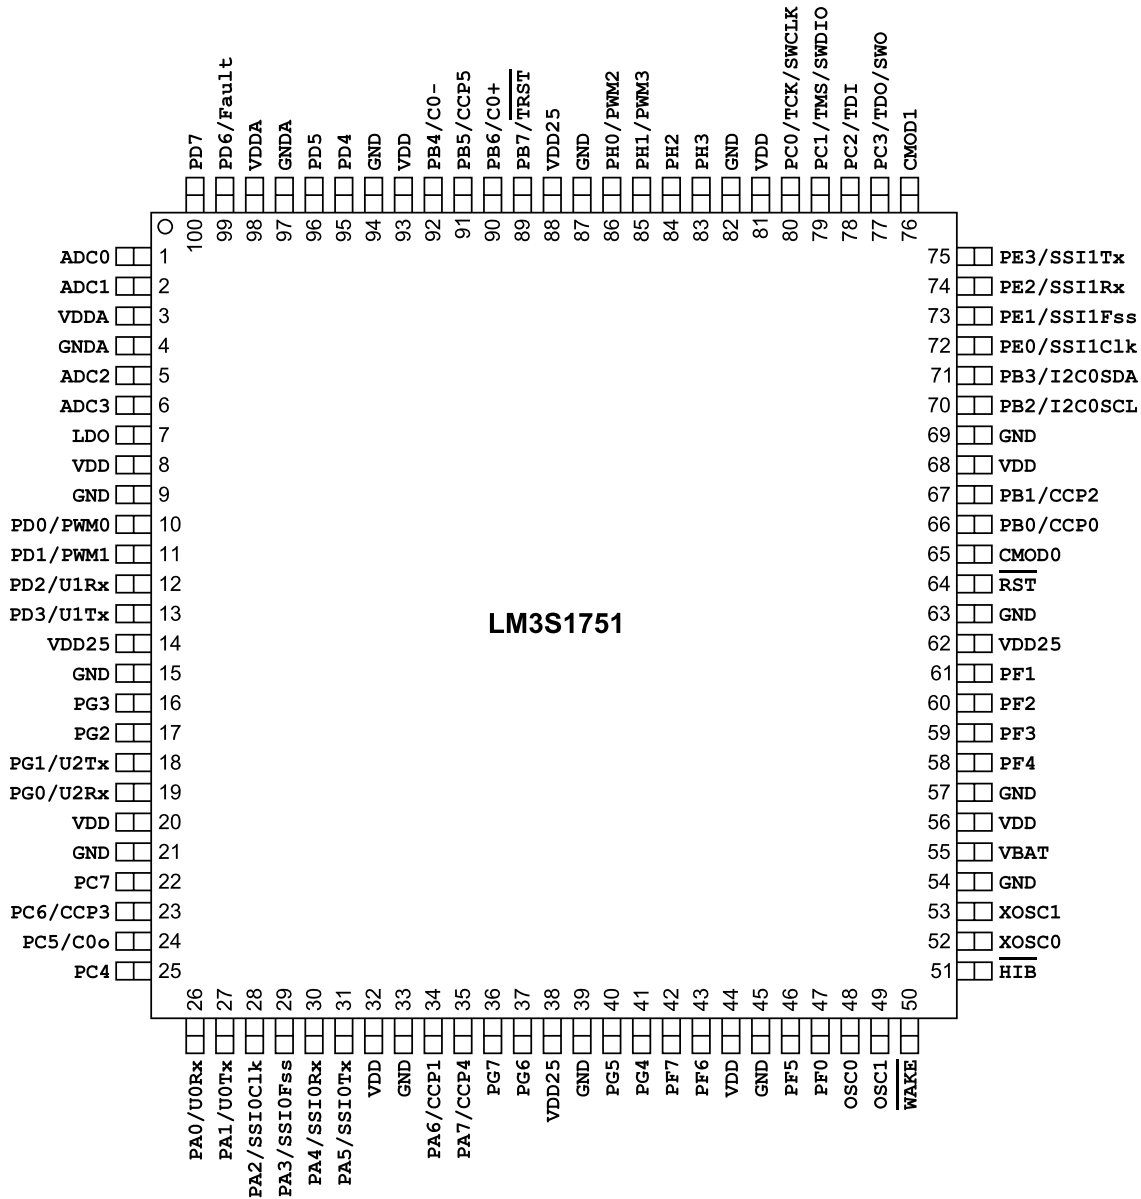 PD7
PD6/Fault
VDDA
GNDA
PD5
PD4
GND
VDD
PB4/C0-
PB5/CCP5
PB6/C0+
PB7/TRST
VDD25
GND
PH0/PWM2
PH1/PWM3
PH2
PH3
GND
VDD
PC0/TCK/SWCLK
PC1/TMS/SWDIO
PC2/TDI
PC3/TDO/SWO
CMOD1
100
99
98
97
96
95
94
93
92
91
90
89
88
87
86
85
84
83
82
81
80
79
78
77
76
ADC0 1
ADC1 2
VDDA 3
GNDA 4
ADC2 5
ADC3 6
LDO 7
VDD 8
GND 9
PD0/PWM0 10
PD1/PWM1 11
PD2/U1Rx 12
PD3/U1Tx 13
VDD25 14
GND 15
PG3 16
PG2 17
PG1/U2Tx 18
PG0/U2Rx 19
VDD 20
GND 21
PC7 22
PC6/CCP3 23
PC5/C0o 24
PC4 25
LM3S1751
75 PE3/SSI1Tx
74 PE2/SSI1Rx
73 PE1/SSI1Fss
72 PE0/SSI1Clk
71 PB3/I2C0SDA
70 PB2/I2C0SCL
69 GND
68 VDD
67 PB1/CCP2
66 PB0/CCP0
65 CMOD0
64 RST
63 GND
62 VDD25
61 PF1
60 PF2
59 PF3
58 PF4
57 GND
56 VDD
55 VBAT
54 GND
53 XOSC1
52 XOSC0
51 HIB
26
27
28
29
30
31
32
33
34
35
36
37
38
39
40
41
42
43
44
45
46
47
48
49
50
PA0/U0Rx
PA1/U0Tx
PA2/SSI0Clk
PA3/SSI0Fss
PA4/SSI0Rx
PA5/SSI0Tx
VDD
GND
PA6/CCP1
PA7/CCP4
PG7
PG6
VDD25
GND
PG5
PG4
PF7
PF6
VDD
GND
PF5
PF0
OSC0
OSC1
WAKE